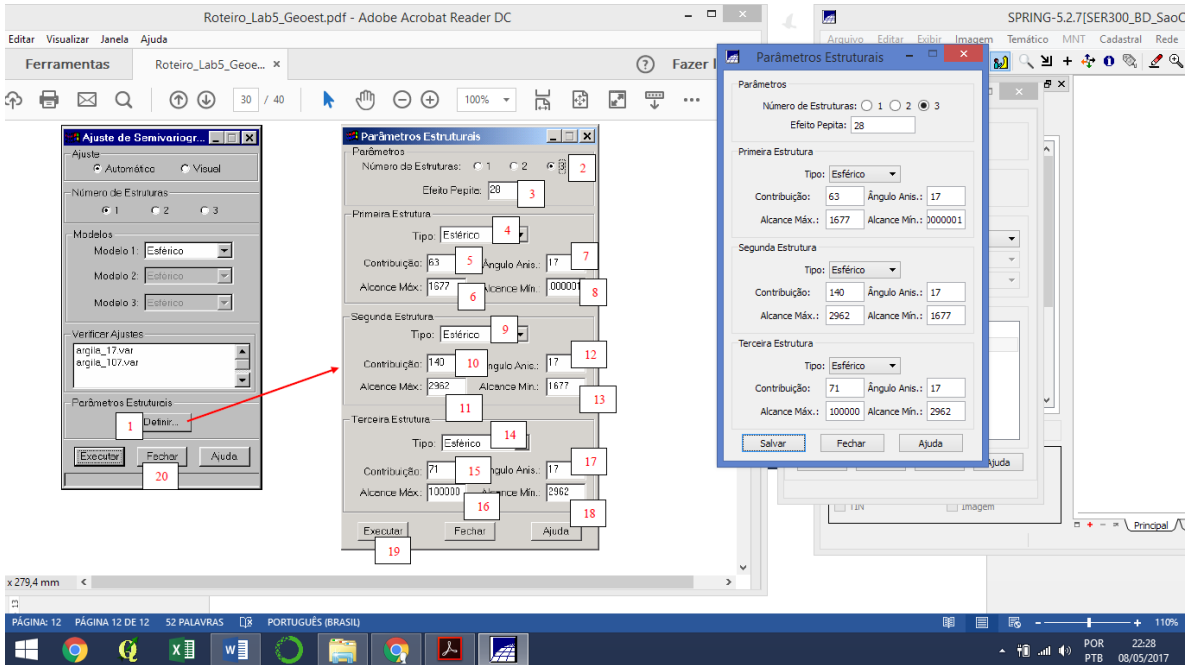 Roteiro_Lab5_Geoest.pdf - Adobe Acrobat Reader DC
Editar Visualizar Janela Ajuda
Ferramentas
Roteiro_Lab5_Geoe... ×
Fazer
30 / 40
100%
Ajuste de Semivariogr...
Ajuste
Automático Visual
Número de Estruturas
1 2 3
Modelos
Modelo 1: Esférico
Modelo 2: Esférico
Modelo 3: Esférico
Verificar Ajustes
argila_17.var
argila_107.var
Parâmetros Estruturais
1 Definir...
Executar Fechar Ajuda
20
Parâmetros Estruturais
Parâmetros
Número de Estruturas: 1 2 3 2
Efeito Pepita: 28 3
Primeira Estrutura
Tipo: Esférico 4
Contribuição: 63 5 Ângulo Anis.: 17 7
Alcance Máx.: 1677 6 Alcance Mín.: 000001 8
Segunda Estrutura
Tipo: Esférico 9
Contribuição: 140 10 Ângulo Anis.: 17 12
Alcance Máx.: 2962 11 Alcance Mín.: 1677 13
Terceira Estrutura
Tipo: Esférico 14
Contribuição: 71 15 Ângulo Anis.: 17 17
Alcance Máx.: 100000 16 Alcance Mín.: 2962 18
Executar Fechar Ajuda
19
x 279,4 mm
SPRING-5.2.7[SER300_BD_SaoC
Arquivo Editar Exibir Imagem Temático MNT Cadastral Rede
Parâmetros Estruturais
Parâmetros
Número de Estruturas: 1 2 3
Efeito Pepita: 28
Primeira Estrutura
Tipo: Esférico
Contribuição: 63 Ângulo Anis.: 17
Alcance Máx.: 1677 Alcance Mín.: 0000001
Segunda Estrutura
Tipo: Esférico
Contribuição: 140 Ângulo Anis.: 17
Alcance Máx.: 2962 Alcance Mín.: 1677
Terceira Estrutura
Tipo: Esférico
Contribuição: 71 Ângulo Anis.: 17
Alcance Máx.: 100000 Alcance Mín.: 2962
Salvar Fechar Ajuda
Ajuda
TIN Imagem
Principal
PÁGINA: 12 PÁGINA 12 DE 12 52 PALAVRAS PORTUGUÊS (BRASIL) 110%
POR 22:28
PTB 08/05/2017